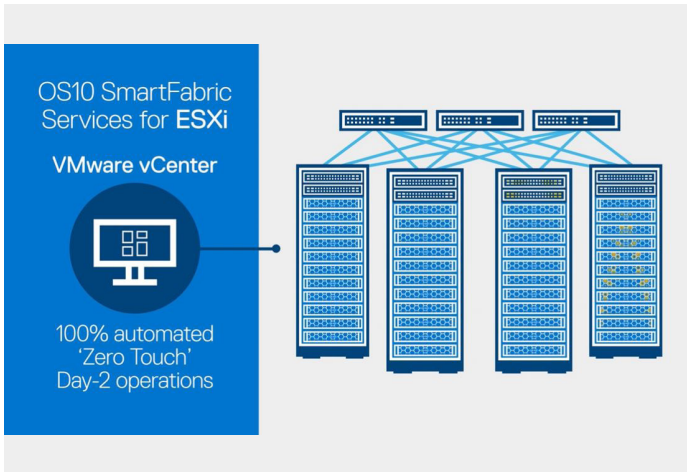 OS10 SmartFabric
Services for ESXi
VMware vCenter
100% automated
‘Zero Touch’
Day-2 operations